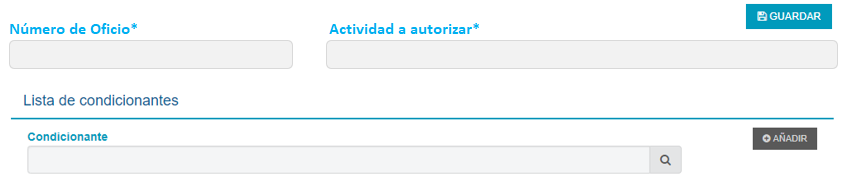 GUARDAR
Número de Oficio*
Actividad a autorizar*
Lista de condicionantes
Condicionante
AÑADIR